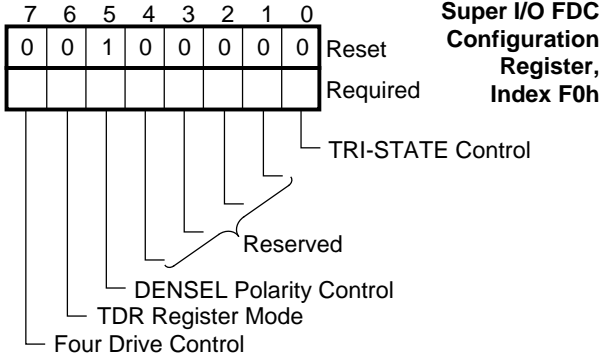 7 6 5 4 3 2 1 0
Super I/O FDC
Configuration
Register,
Index F0h
0 0 1 0 0 0 0 0 Reset
Required
TRI-STATE Control
Reserved
DENSEL Polarity Control
TDR Register Mode
Four Drive Control